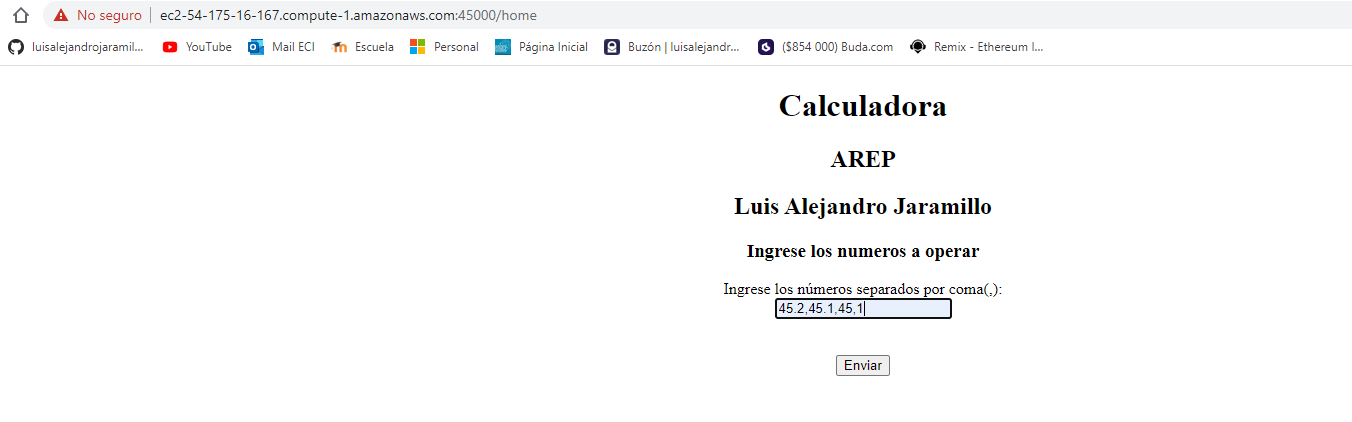 No seguro ec2-54-175-16-167.compute-1.amazonaws.com:45000/home
luisalejandrojaramil... YouTube Mail ECI Escuela Personal Página Inicial Buzón | luisalejandr... ($854 000) Buda.com Remix - Ethereum I...
Calculadora
AREP
Luis Alejandro Jaramillo
Ingrese los numeros a operar
Ingrese los números separados por coma(,):
45.2,45.1,45,1
Enviar